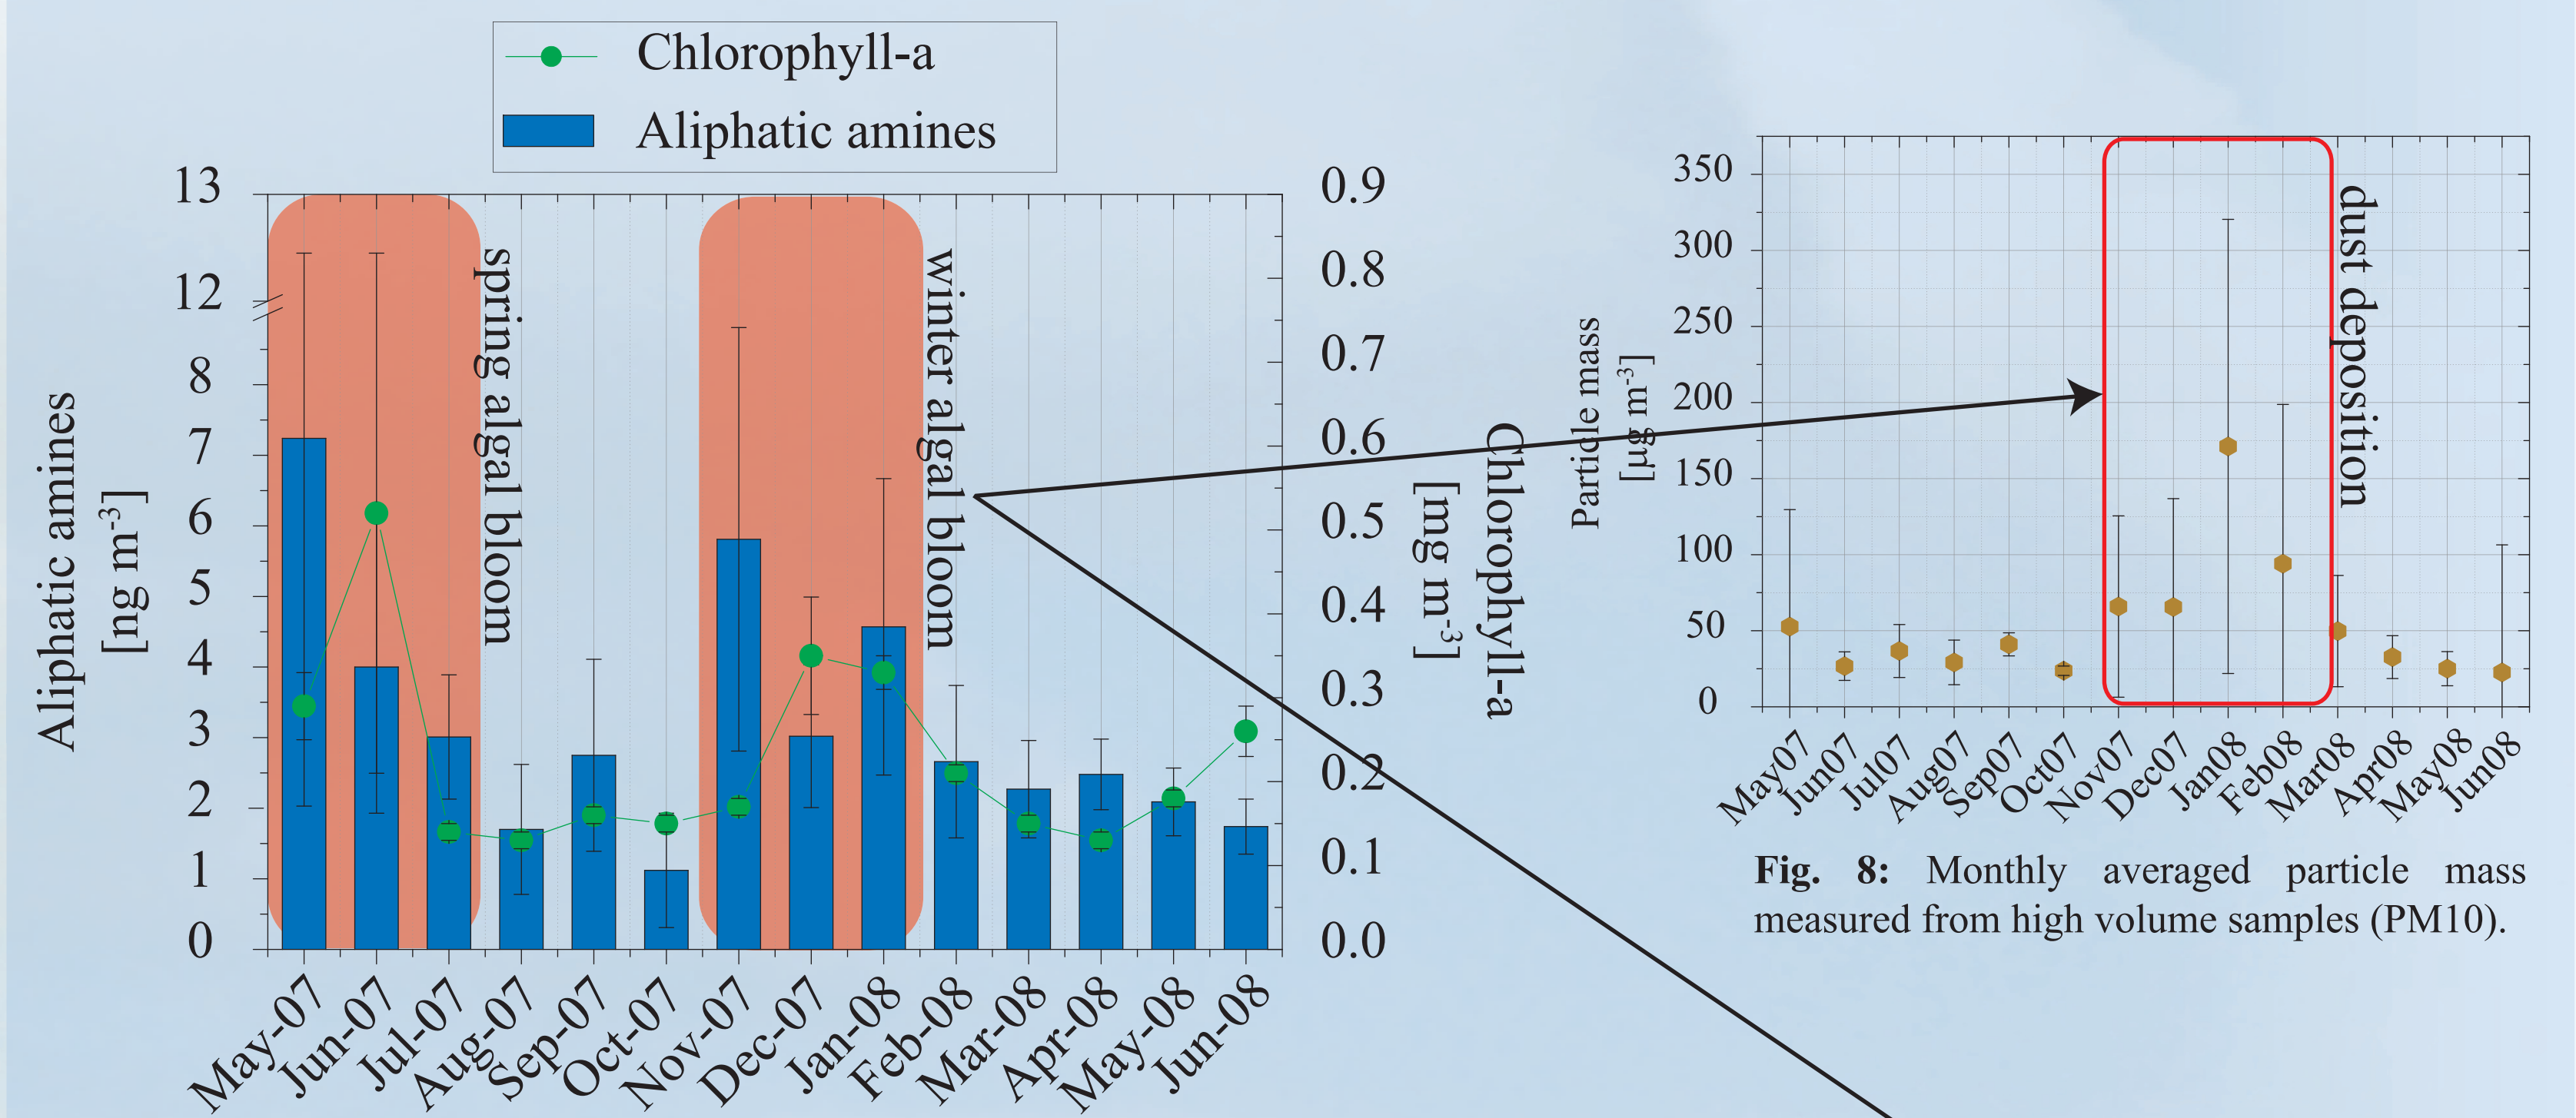 Chlorophyll-a
Aliphatic amines
13
12
8
7
6
5
4
3
2
1
0
Aliphatic amines
[ng m-3]
spring algal bloom
winter algal bloom
0.9
0.8
0.7
0.6
0.5
0.4
0.3
0.2
0.1
0.0
Chlorophyll-a
[mg m-3]
May-07
Jun-07
Jul-07
Aug-07
Sep-07
Oct-07
Nov-07
Dec-07
Jan-08
Feb-08
Mar-08
Apr-08
May-08
Jun-08
350
300
250
200
150
100
50
0
Particle mass
[µg m-3]
dust deposition
May07
Jun07
Jul07
Aug07
Sep07
Oct07
Nov07
Dec07
Jan08
Feb08
Mar08
Apr08
May08
Jun08
Fig. 8: Monthly averaged particle mass
measured from high volume samples (PM10).